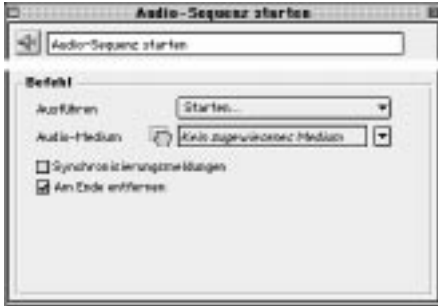 Audio-Sequenz starten
Audio-Sequenz starten
Befehl
Ausführen Starten...
Audio-Medium Kein zugewiesenes Medium
Synchronisierungsmeldungen
Am Ende entfernen